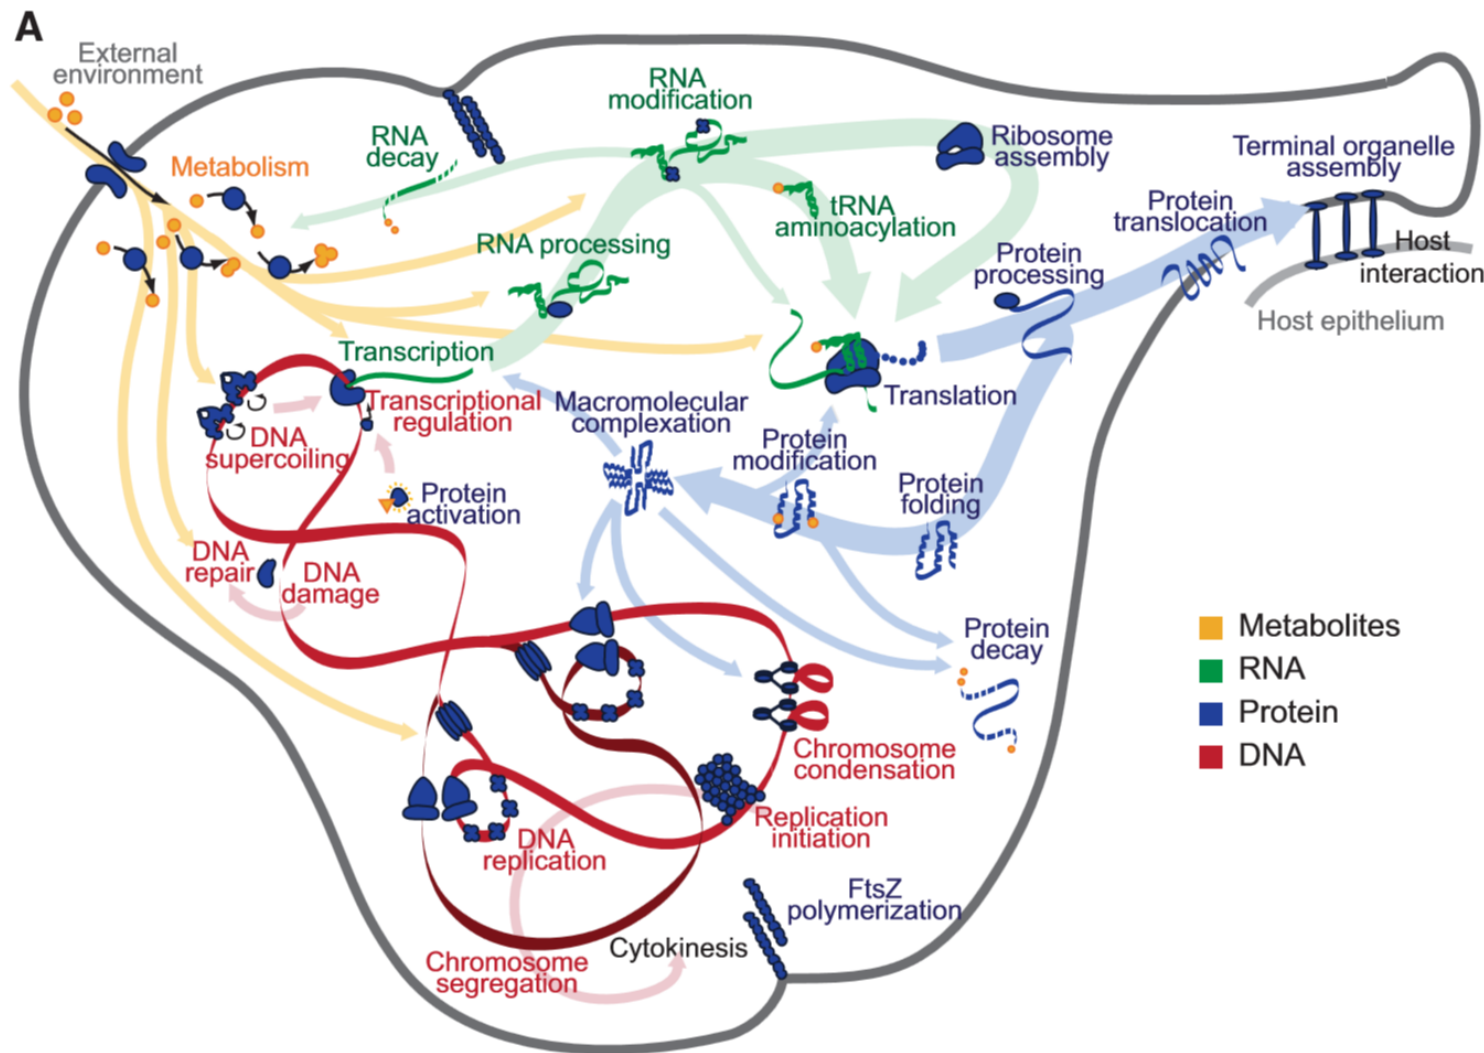 A
External
environment
Metabolism
RNA
decay
RNA
modification
Ribosome
assembly
Terminal organelle
assembly
tRNA
aminoacylation
Protein
translocation
RNA processing
Protein
processing
Host
interaction
Host epithelium
Transcription
Transcriptional
regulation
Macromolecular
complexation
Translation
DNA
supercoiling
Protein
modification
Protein
activation
Protein
folding
DNA
repair
DNA
damage
Protein
decay
Metabolites
RNA
Protein
DNA
Chromosome
condensation
Replication
initiation
DNA
replication
FtsZ
polymerization
Cytokinesis
Chromosome
segregation